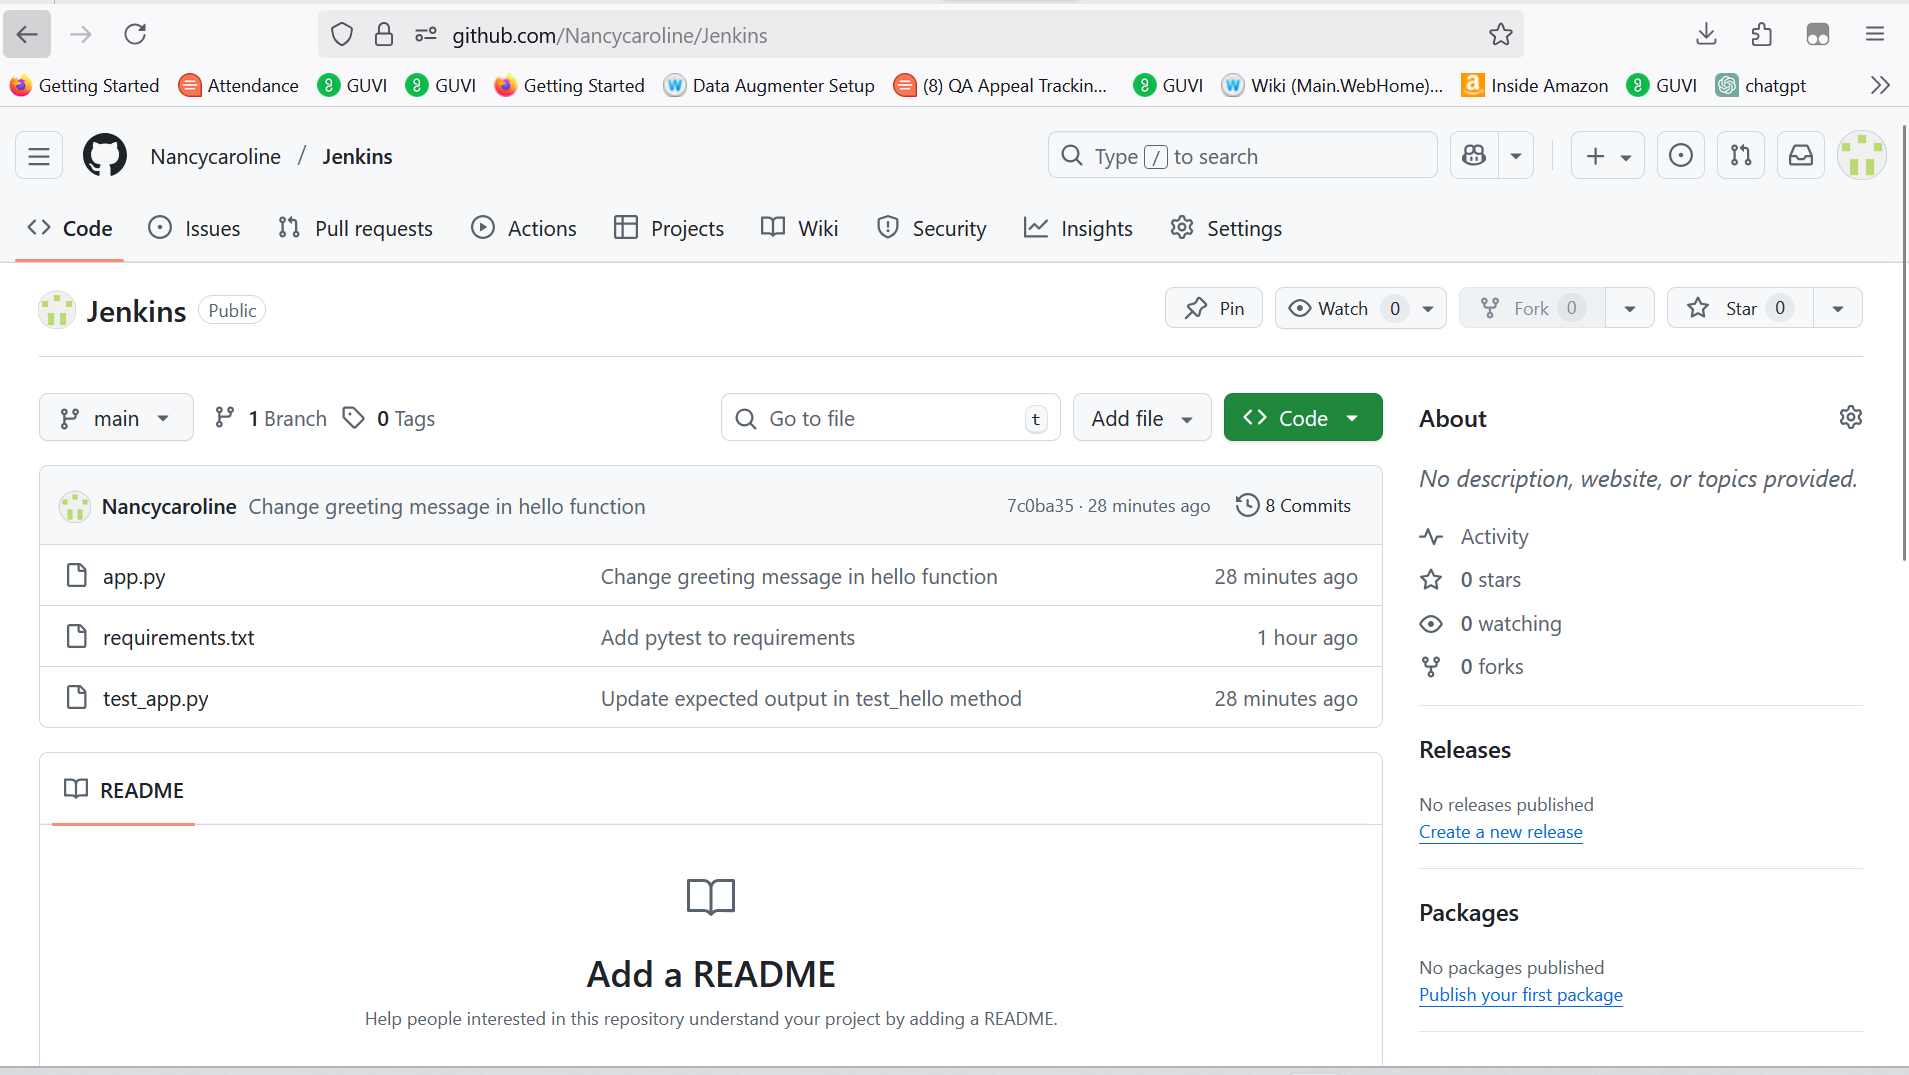 github.com/Nancycaroline/Jenkins
Getting Started Attendance GUVI GUVI Getting Started Data Augmenter Setup (8) QA Appeal Trackin... GUVI Wiki (Main.WebHome)... Inside Amazon GUVI chatgpt
Nancycaroline / Jenkins Type / to search
Code Issues Pull requests Actions Projects Wiki Security Insights Settings
Jenkins Public Pin Watch 0 Fork 0 Star 0
main 1 Branch 0 Tags Go to file t Add file Code
About
No description, website, or topics provided.
Nancycaroline Change greeting message in hello function 7c0ba35 · 28 minutes ago 8 Commits
app.py Change greeting message in hello function 28 minutes ago
requirements.txt Add pytest to requirements 1 hour ago
test_app.py Update expected output in test_hello method 28 minutes ago
README
Add a README
Help people interested in this repository understand your project by adding a README.
Activity
0 stars
0 watching
0 forks
Releases
No releases published
Create a new release
Packages
No packages published
Publish your first package